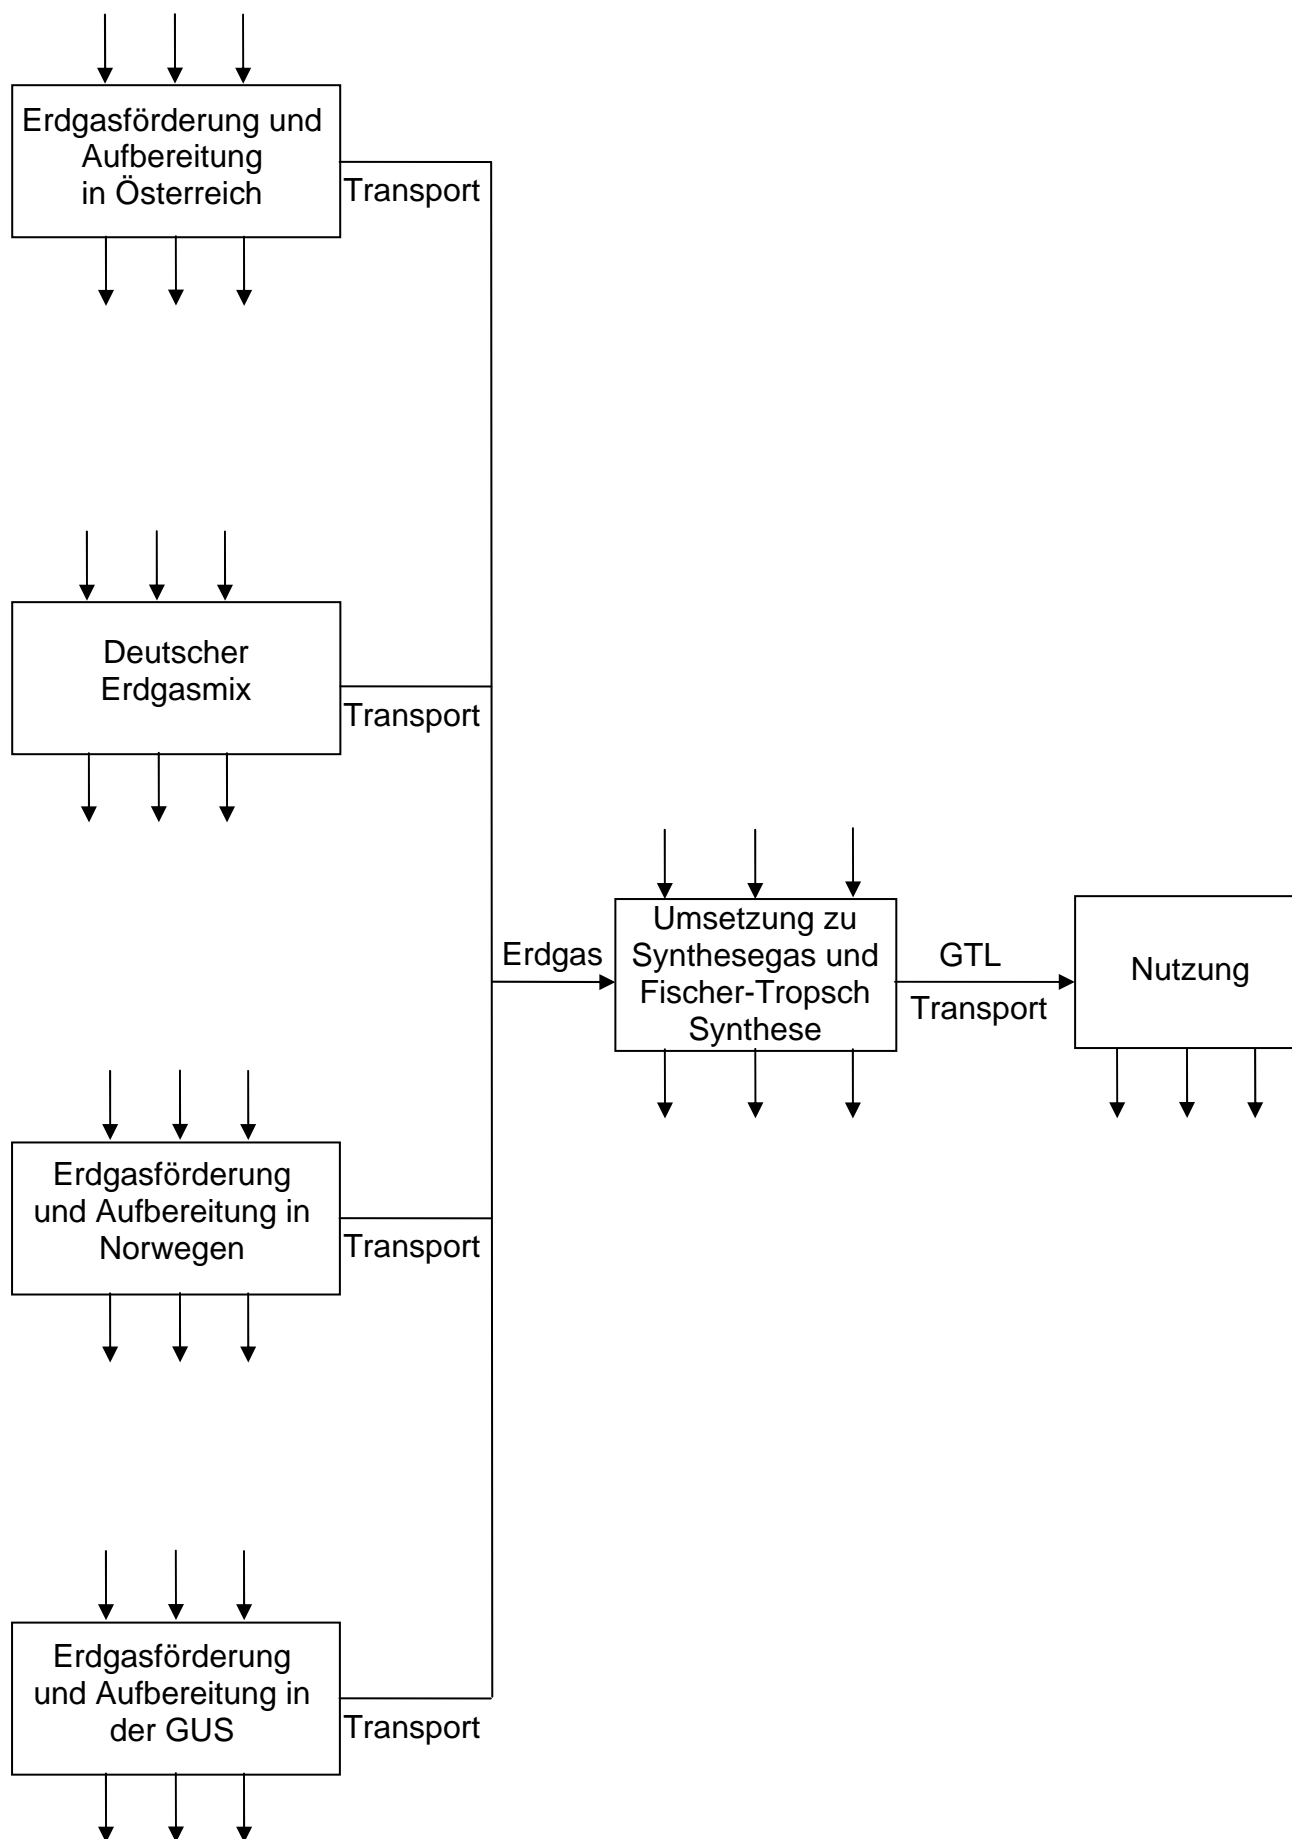 Erdgasförderung und
Aufbereitung
in Österreich
Transport
Deutscher
Erdgasmix
Transport
Erdgas
Umsetzung zu
Synthesegas und
Fischer-Tropsch
Synthese
GTL
Transport
Nutzung
Erdgasförderung
und Aufbereitung in
Norwegen
Transport
Erdgasförderung
und Aufbereitung in
der GUS
Transport